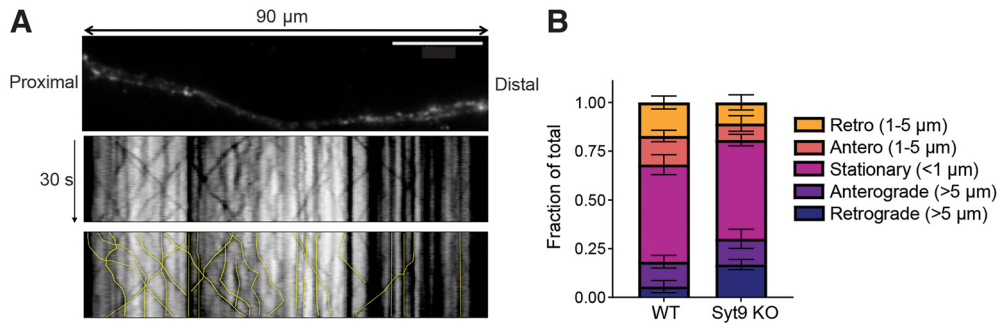 A
90 µm
Proximal
Distal
30 s
B
Fraction of total
1.00
0.75
0.50
0.25
0.00
WT
Syt9 KO
Retro (1-5 µm)
Antero (1-5 µm)
Stationary (<1 µm)
Anterograde (>5 µm)
Retrograde (>5 µm)